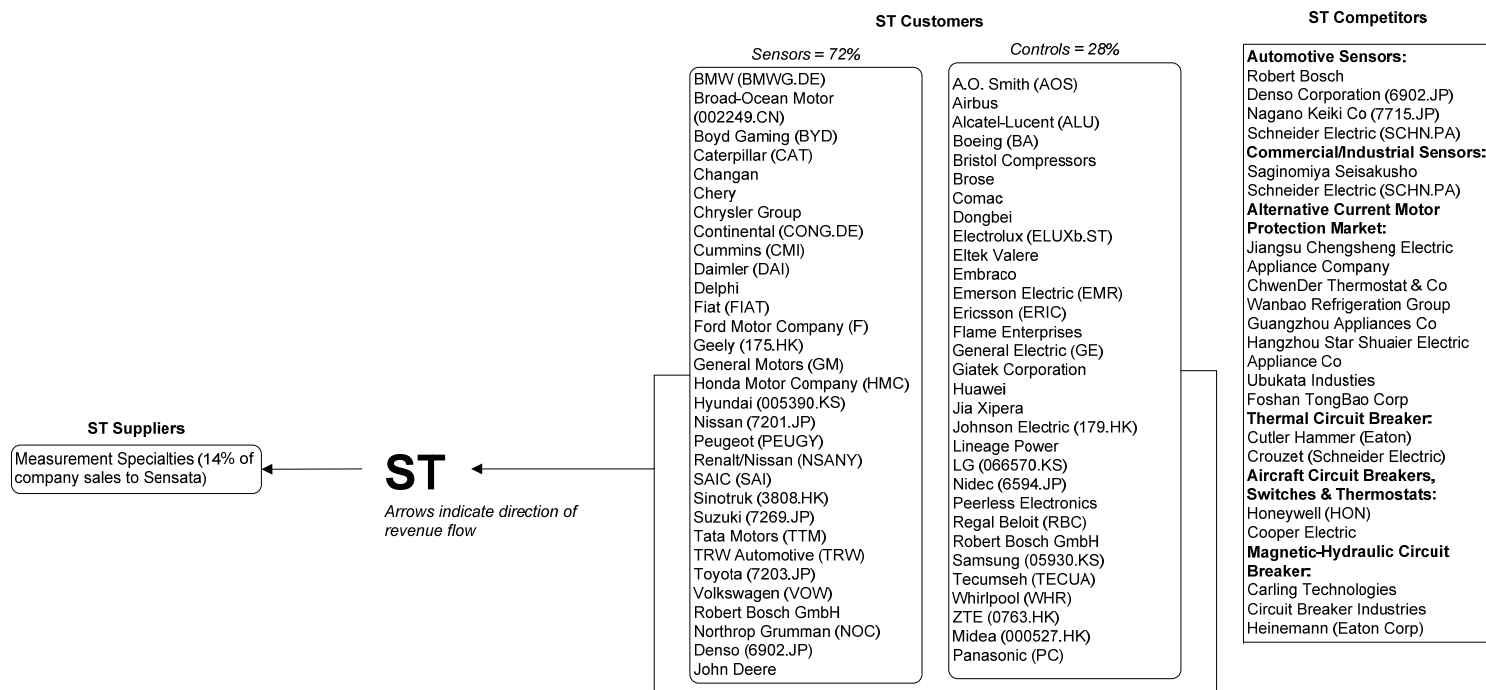 ST Customers
ST Competitors
Sensors = 72%
Controls = 28%
BMW (BMWG.DE)
Broad-Ocean Motor
(002249.CN)
Boyd Gaming (BYD)
Caterpillar (CAT)
Changan
Chery
Chrysler Group
Continental (CONG.DE)
Cummins (CMI)
Daimler (DAI)
Delphi
Fiat (FIAT)
Ford Motor Company (F)
Geely (175.HK)
General Motors (GM)
Honda Motor Company (HMC)
Hyundai (005390.KS)
Nissan (7201.JP)
Peugeot (PEUGY)
Renalt/Nissan (NSANY)
SAIC (SAI)
Sinotruk (3808.HK)
Suzuki (7269.JP)
Tata Motors (TTM)
TRW Automotive (TRW)
Toyota (7203.JP)
Volkswagen (VOW)
Robert Bosch GmbH
Northrop Grumman (NOC)
Denso (6902.JP)
John Deere
A.O. Smith (AOS)
Airbus
Alcatel-Lucent (ALU)
Boeing (BA)
Bristol Compressors
Brose
Comac
Dongbei
Electrolux (ELUXb.ST)
Eltek Valere
Embraco
Emerson Electric (EMR)
Ericsson (ERIC)
Flame Enterprises
General Electric (GE)
Giatek Corporation
Huawei
Jia Xipera
Johnson Electric (179.HK)
Lineage Power
LG (066570.KS)
Nidec (6594.JP)
Peerless Electronics
Regal Beloit (RBC)
Robert Bosch GmbH
Samsung (05930.KS)
Tecumseh (TECUA)
Whirlpool (WHR)
ZTE (0763.HK)
Midea (000527.HK)
Panasonic (PC)
Automotive Sensors:
Robert Bosch
Denso Corporation (6902.JP)
Nagano Keiki Co (7715.JP)
Schneider Electric (SCHN.PA)
Commercial/Industrial Sensors:
Saginomiya Seisakusho
Schneider Electric (SCHN.PA)
Alternative Current Motor
Protection Market:
Jiangsu Chengsheng Electric
Appliance Company
ChwenDer Thermostat & Co
Wanbao Refrigeration Group
Guangzhou Appliances Co
Hangzhou Star Shuaier Electric
Appliance Co
Ubukata Industies
Foshan TongBao Corp
Thermal Circuit Breaker:
Cutler Hammer (Eaton)
Crouzet (Schneider Electric)
Aircraft Circuit Breakers,
Switches & Thermostats:
Honeywell (HON)
Cooper Electric
Magnetic-Hydraulic Circuit
Breaker:
Carling Technologies
Circuit Breaker Industries
Heinemann (Eaton Corp)
ST Suppliers
Measurement Specialties (14% of
company sales to Sensata)
ST
Arrows indicate direction of
revenue flow